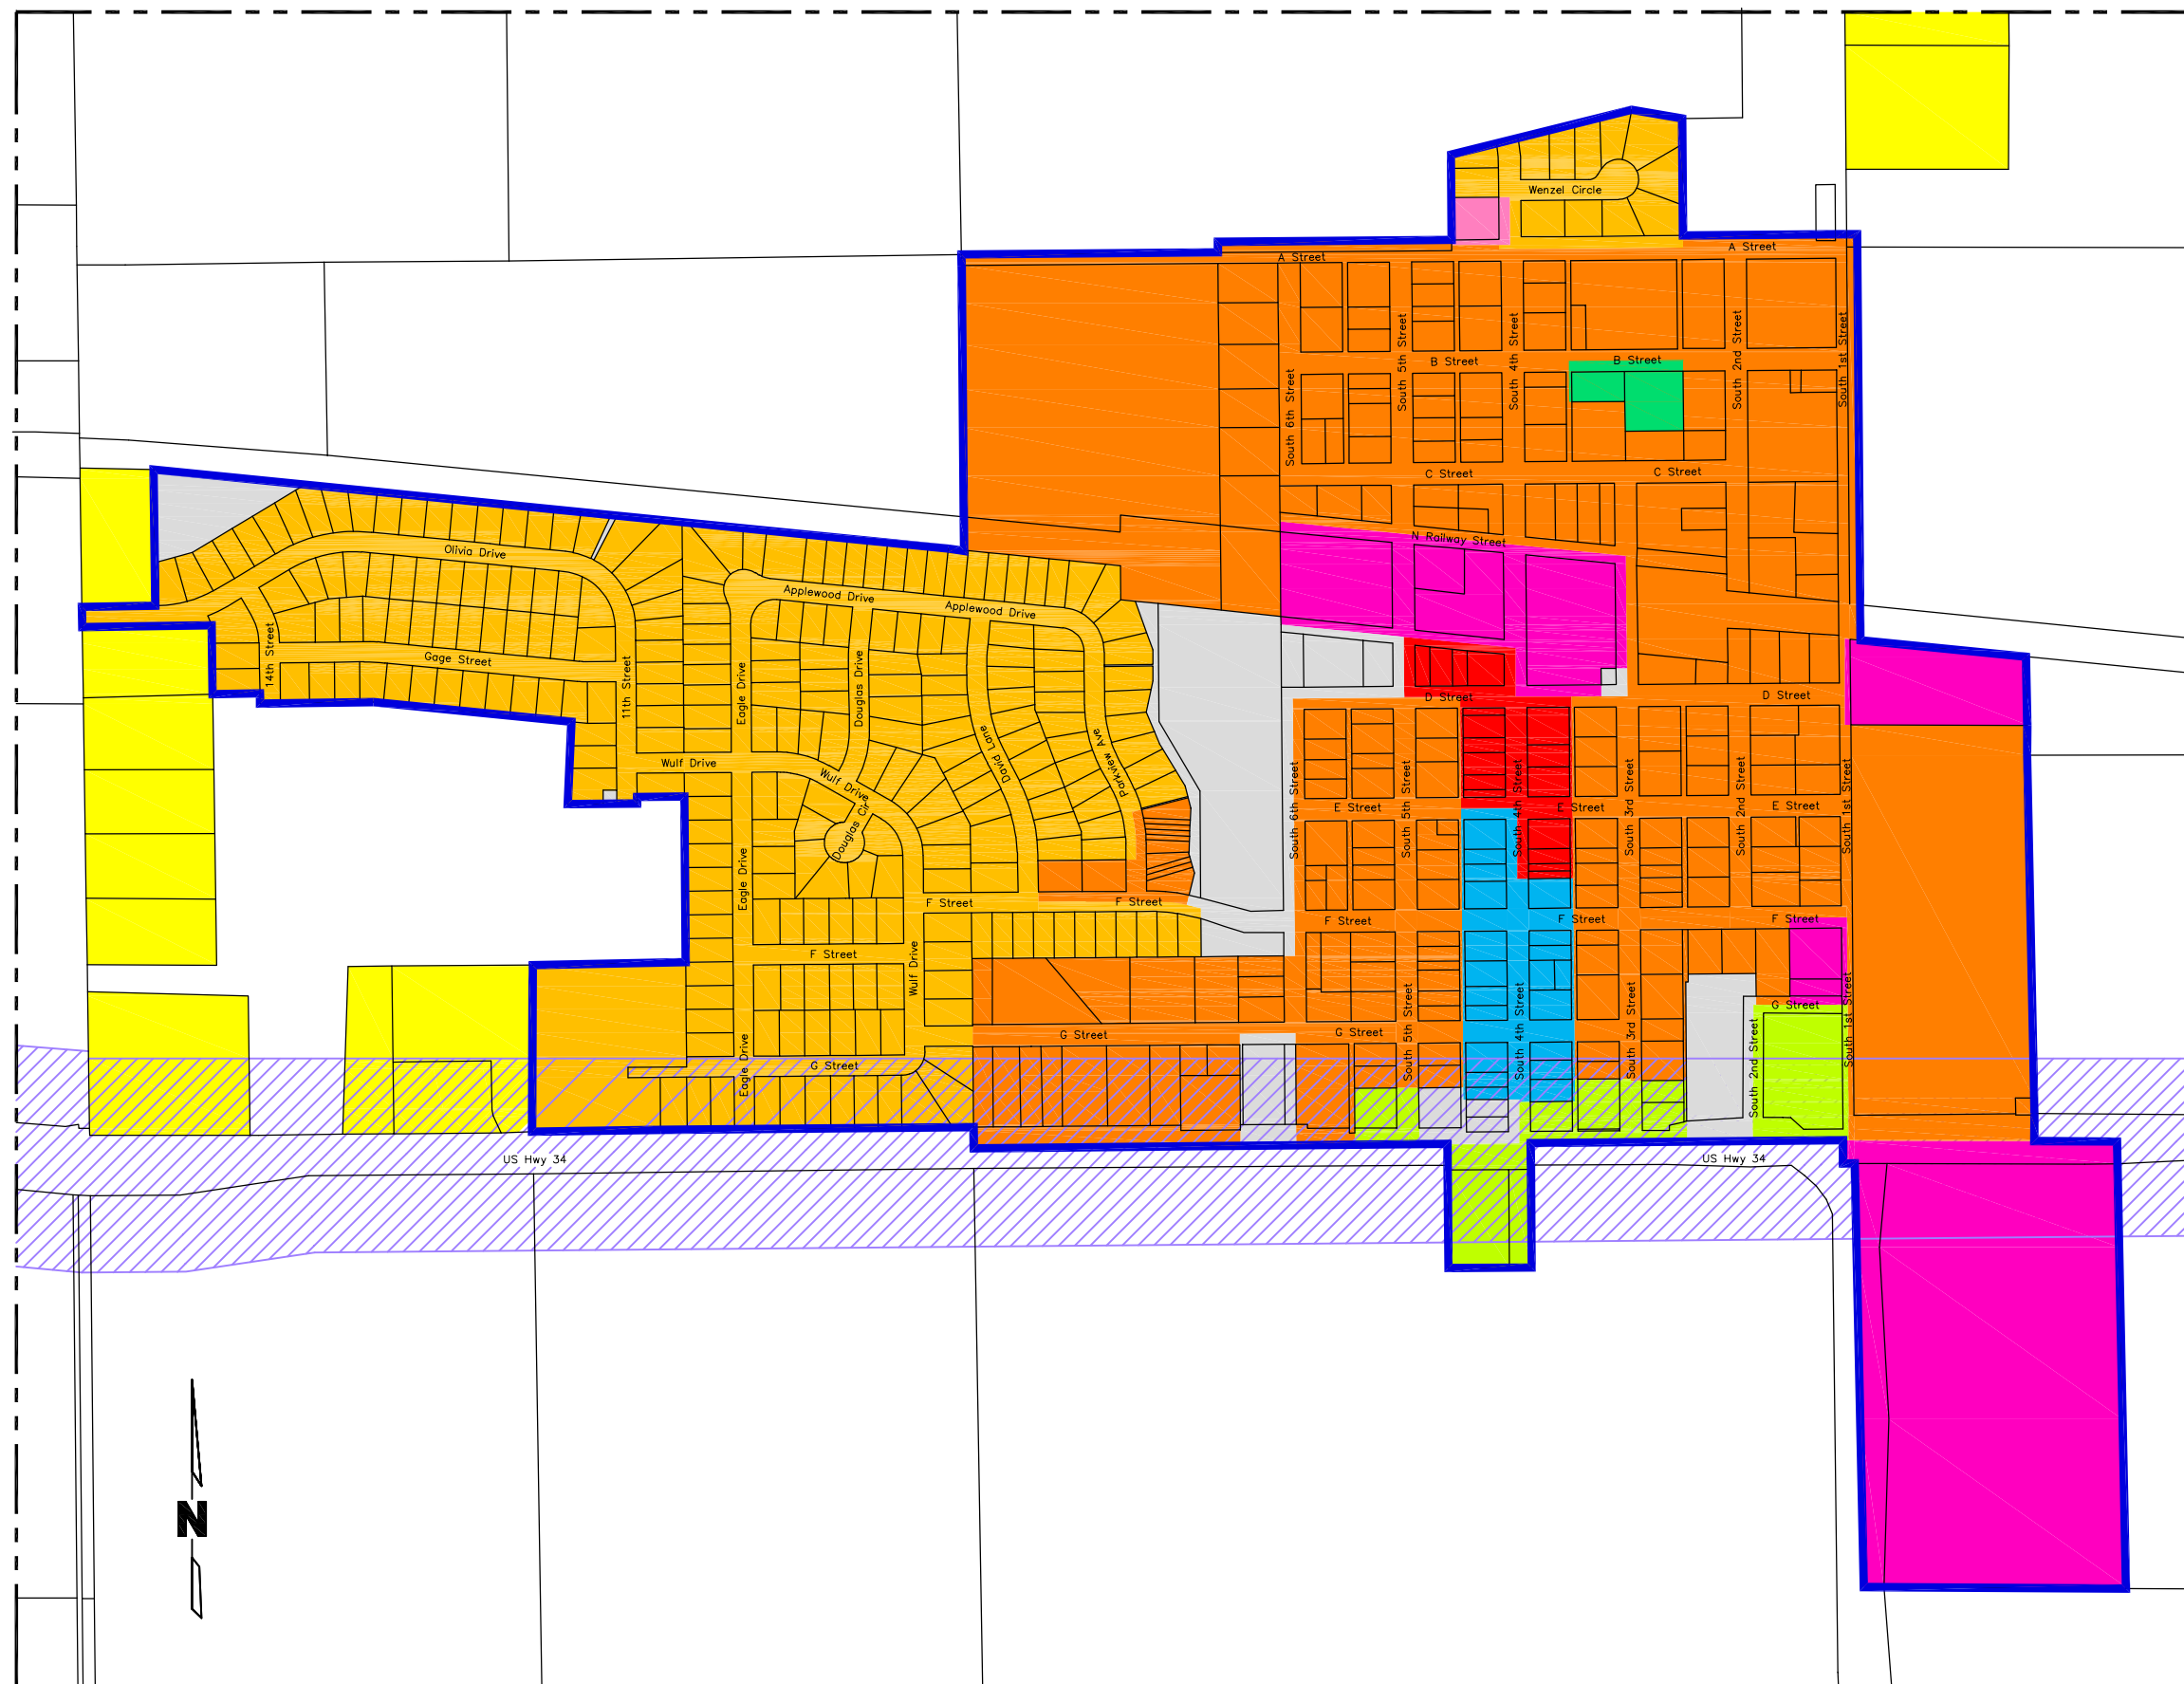 Wenzel Circle
A Street
A Street
South 6th Street
South 5th Street
South 4th Street
South 2nd Street
South 1st Street
B Street
B Street
C Street
C Street
N Railway Street
Olivia Drive
Applewood Drive
Applewood Drive
14th Street
Gage Street
11th Street
Eagle Drive
Douglas Drive
David Lane
Parkview Ave
D Street
D Street
Wulf Drive
Wulf Drive
Douglas Cir
South 6th Street
South 5th Street
South 4th Street
South 3rd Street
South 2nd Street
South 1st Street
E Street
E Street
E Street
Eagle Drive
F Street
F Street
F Street
F Street
F Street
F Street
Wulf Drive
G Street
G Street
G Street
G Street
Eagle Drive
South 5th Street
South 4th Street
South 3rd Street
South 2nd Street
South 1st Street
US Hwy 34
US Hwy 34
N